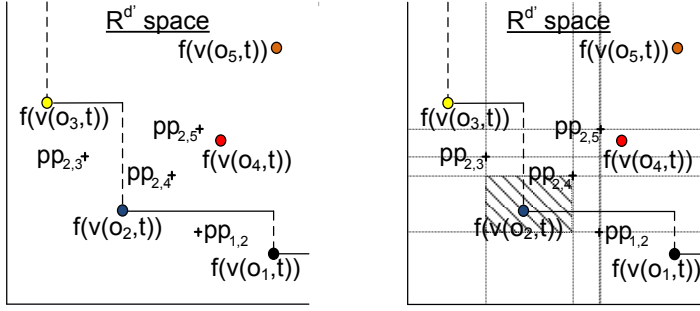 R^d' space
f(v(o5,t))
f(v(o3,t))
pp2,5
pp2,3
f(v(o4,t))
pp2,4
f(v(o2,t))
pp1,2
f(v(o1,t))
R^d' space
f(v(o5,t))
f(v(o3,t))
pp2,5
pp2,3
f(v(o4,t))
pp2,4
f(v(o2,t))
pp1,2
f(v(o1,t))